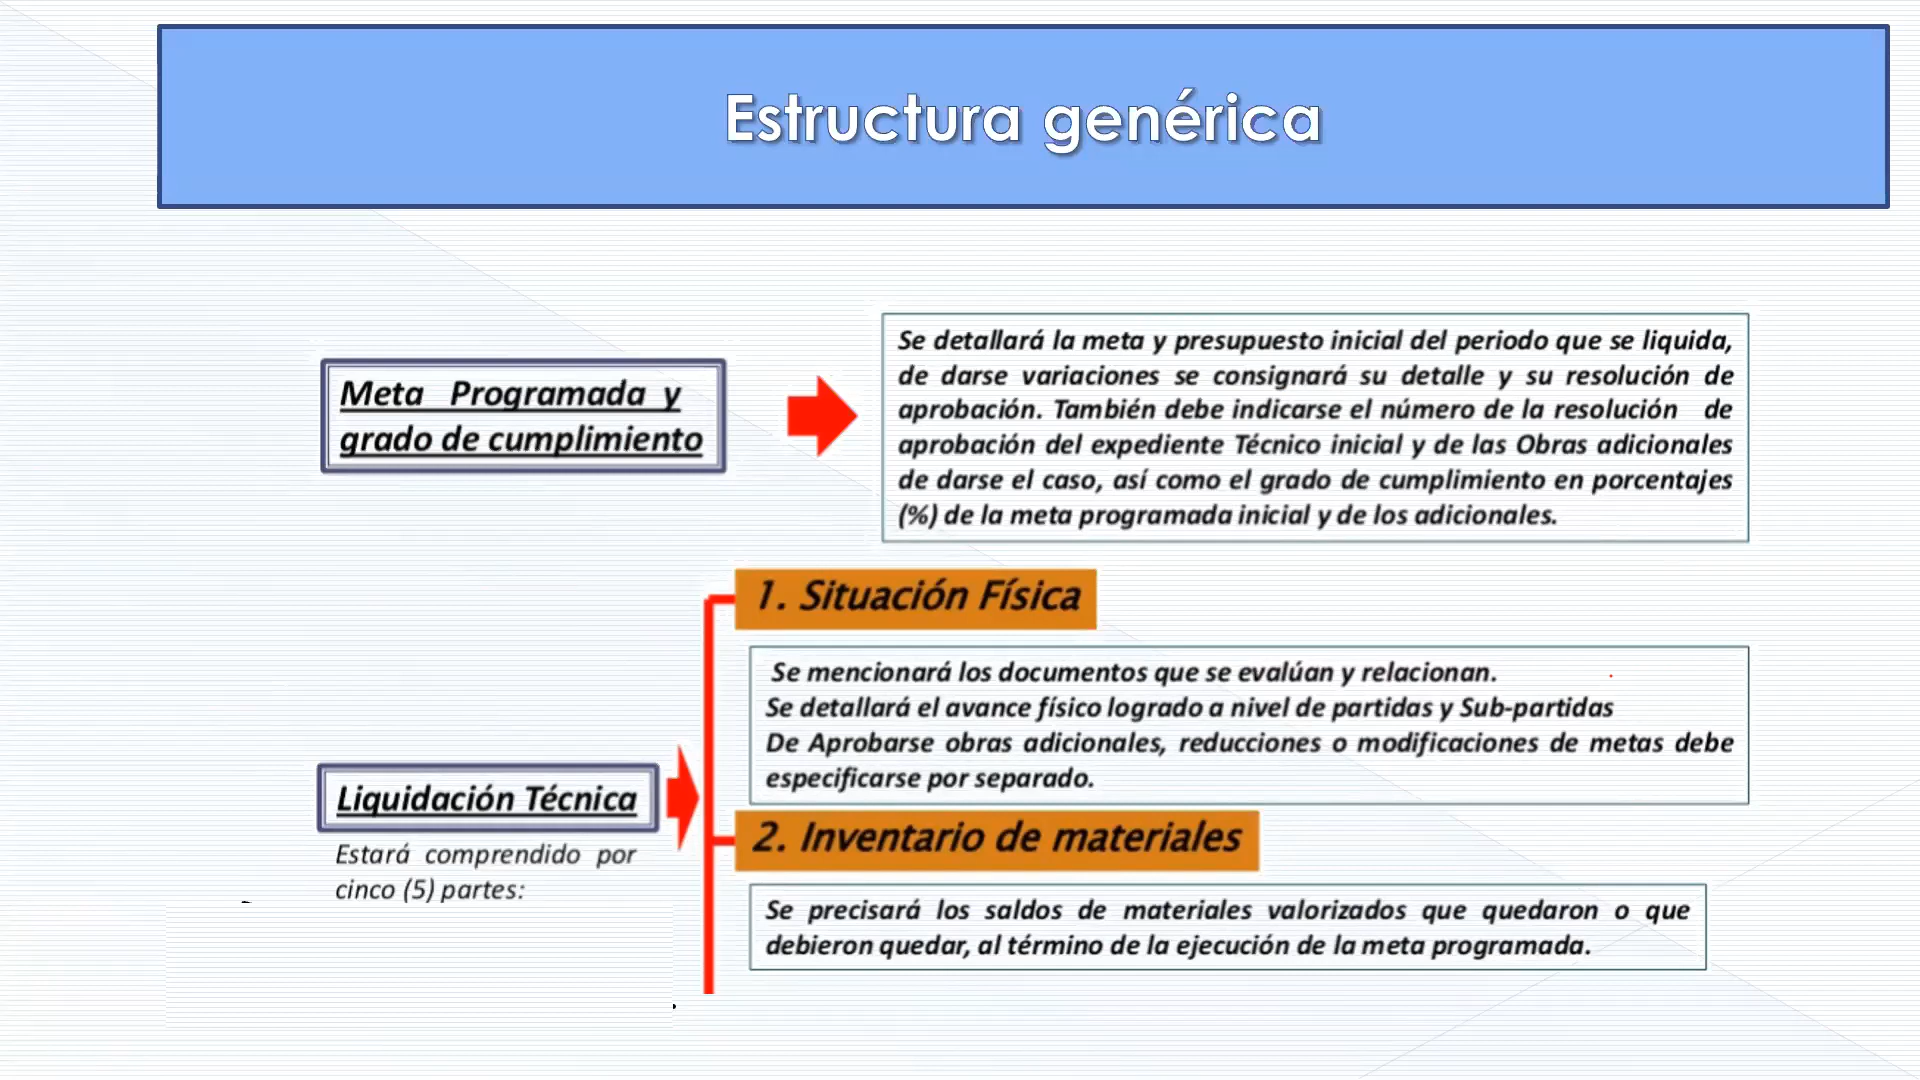 Estructura genérica
Meta Programada y
grado de cumplimiento
Se detallará la meta y presupuesto inicial del periodo que se liquida,
de darse variaciones se consignará su detalle y su resolución de
aprobación. También debe indicarse el número de la resolución de
aprobación del expediente Técnico inicial y de las Obras adicionales
de darse el caso, así como el grado de cumplimiento en porcentajes
(%) de la meta programada inicial y de los adicionales.
1. Situación Física
Se mencionará los documentos que se evalúan y relacionan.
Se detallará el avance físico logrado a nivel de partidas y Sub-partidas
De Aprobarse obras adicionales, reducciones o modificaciones de metas debe
especificarse por separado.
Liquidación Técnica
Estará comprendido por
cinco (5) partes:
2. Inventario de materiales
Se precisará los saldos de materiales valorizados que quedaron o que
debieron quedar, al término de la ejecución de la meta programada.